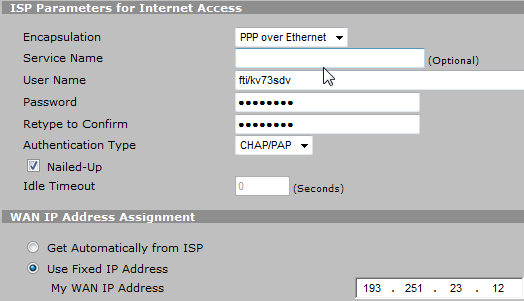 ISP Parameters for Internet Access
Encapsulation PPP over Ethernet
Service Name (Optional)
User Name fti/kv73sdv
Password ●●●●●●●●
Retype to Confirm ●●●●●●●●
Authentication Type CHAP/PAP
Nailed-Up
Idle Timeout 0 (Seconds)
WAN IP Address Assignment
Get Automatically from ISP
Use Fixed IP Address
My WAN IP Address 193 . 251 . 23 . 12